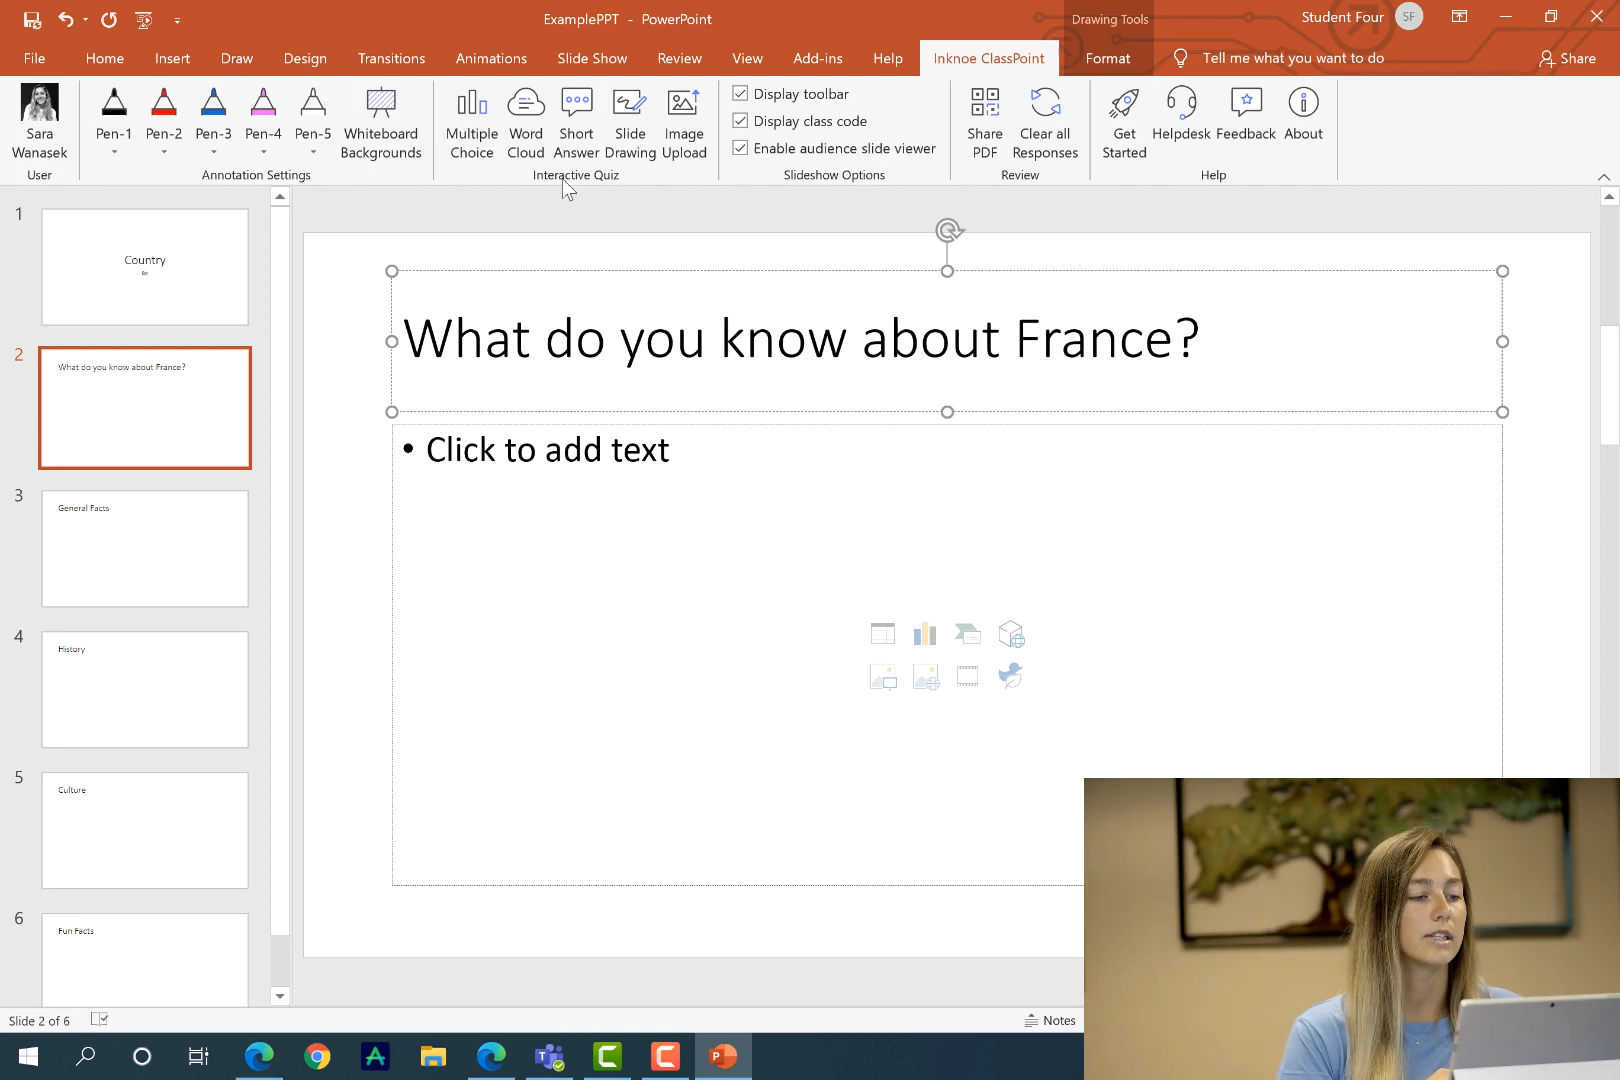 ExamplePPT - PowerPoint
Drawing Tools
Student Four
SF
File
Home
Insert
Draw
Design
Transitions
Animations
Slide Show
Review
View
Add-ins
Help
Inknoe ClassPoint
Format
Tell me what you want to do
Share
Sara
Wanasek
User
Pen-1
Pen-2
Pen-3
Pen-4
Pen-5
Whiteboard
Backgrounds
Annotation Settings
Multiple
Choice
Word
Cloud
Short
Answer
Slide
Drawing
Image
Upload
Interactive Quiz
Display toolbar
Display class code
Enable audience slide viewer
Slideshow Options
Share
PDF
Clear all
Responses
Review
Get
Started
Helpdesk
Feedback
About
Help
1
Country
By:
2
What do you know about France?
3
General Facts
4
History
5
Culture
6
Fun Facts
What do you know about France?
• Click to add text
Slide 2 of 6
Notes